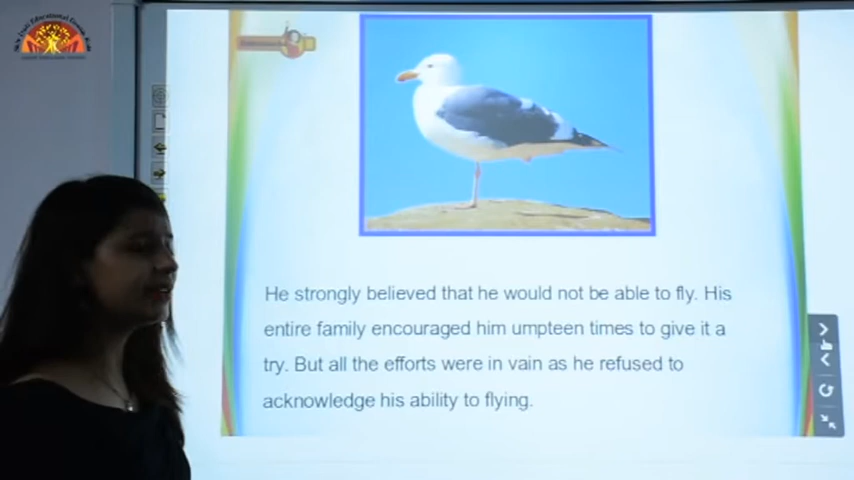 He strongly believed that he would not be able to fly. His
entire family encouraged him umpteen times to give it a
try. But all the efforts were in vain as he refused to
acknowledge his ability to flying.